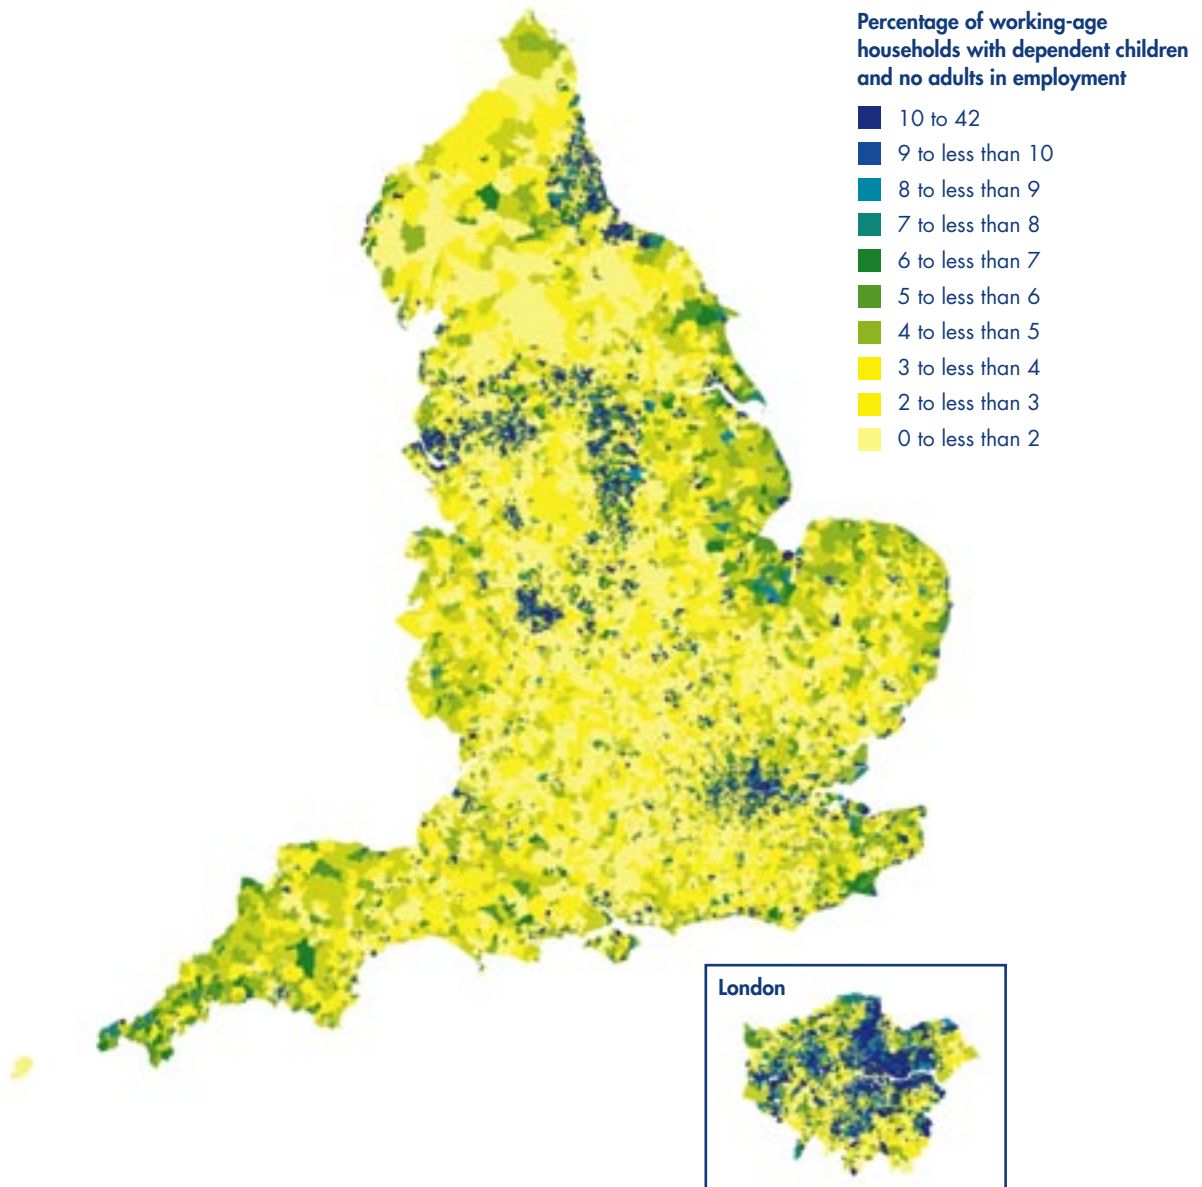 Percentage of working-age
households with dependent children
and no adults in employment
10 to 42
9 to less than 10
8 to less than 9
7 to less than 8
6 to less than 7
5 to less than 6
4 to less than 5
3 to less than 4
2 to less than 3
0 to less than 2
London